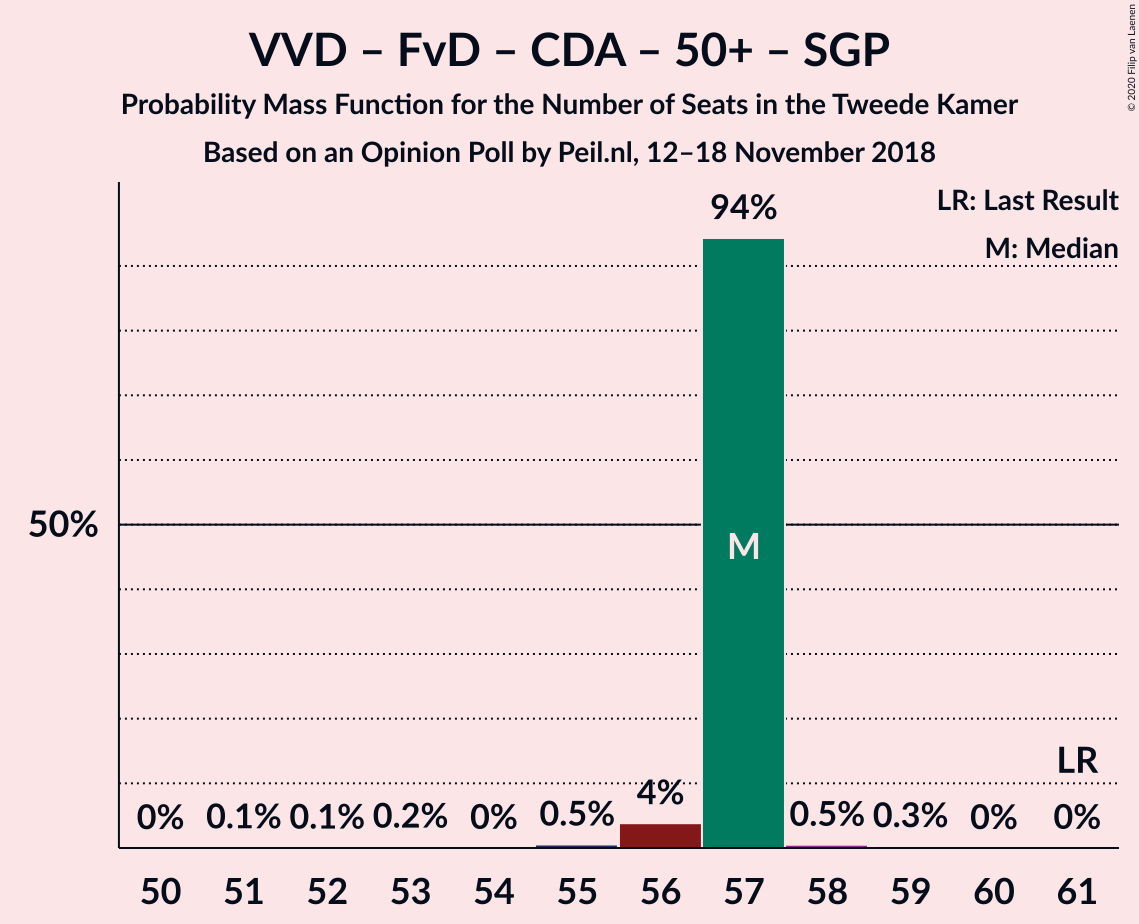 VVD – FvD – CDA – 50+ – SGP
Probability Mass Function for the Number of Seats in the Tweede Kamer
Based on an Opinion Poll by Peil.nl, 12–18 November 2018
© 2020 Filip van Laenen
LR: Last Result
M: Median
94%
50%
M
LR
0% 0.1% 0.1% 0.2% 0% 0.5% 4% 0.5% 0.3% 0% 0%
50 51 52 53 54 55 56 57 58 59 60 61